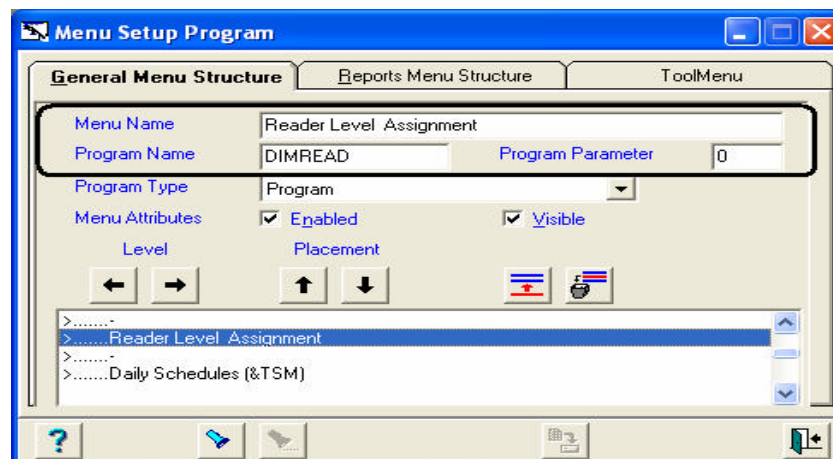 Menu Setup Program
General Menu Structure Reports Menu Structure ToolMenu
Menu Name Reader Level Assignment
Program Name DIMREAD Program Parameter 0
Program Type Program
Menu Attributes Enabled Visible
Level Placement
>.......-
>.......Reader Level Assignment
>.......-
>.......Daily Schedules (&TSM)
?